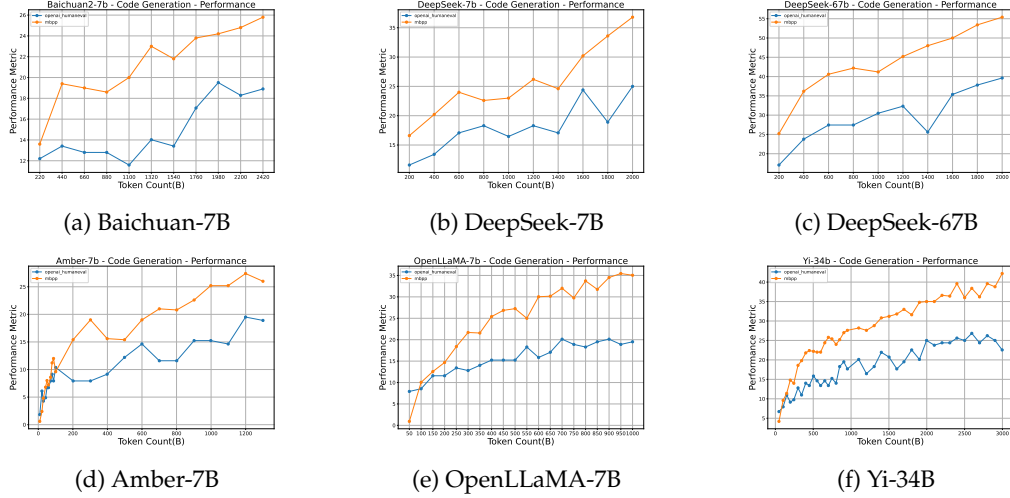 Baichuan2-7b - Code Generation - Performance
openai_humaneval
mbpp
Performance Metric
26
24
22
20
18
16
14
12
220 440 660 880 1100 1320 1540 1760 1980 2200 2420
Token Count(B)
(a) Baichuan-7B
DeepSeek-7b - Code Generation - Performance
openai_humaneval
mbpp
Performance Metric
35
30
25
20
15
200 400 600 800 1000 1200 1400 1600 1800 2000
Token Count(B)
(b) DeepSeek-7B
DeepSeek-67b - Code Generation - Performance
openai_humaneval
mbpp
Performance Metric
55
50
45
40
35
30
25
20
200 400 600 800 1000 1200 1400 1600 1800 2000
Token Count(B)
(c) DeepSeek-67B
Amber-7b - Code Generation - Performance
openai_humaneval
mbpp
Performance Metric
25
20
15
10
5
0
0 200 400 600 800 1000 1200
Token Count(B)
(d) Amber-7B
OpenLLaMA-7b - Code Generation - Performance
openai_humaneval
mbpp
Performance Metric
35
30
25
20
15
10
5
0
50 100 150 200 250 300 350 400 450 500 550 600 650 700 750 800 850 900 950 1000
Token Count(B)
(e) OpenLLaMA-7B
Yi-34b - Code Generation - Performance
openai_humaneval
mbpp
Performance Metric
40
35
30
25
20
15
10
5
0 500 1000 1500 2000 2500 3000
Token Count(B)
(f) Yi-34B